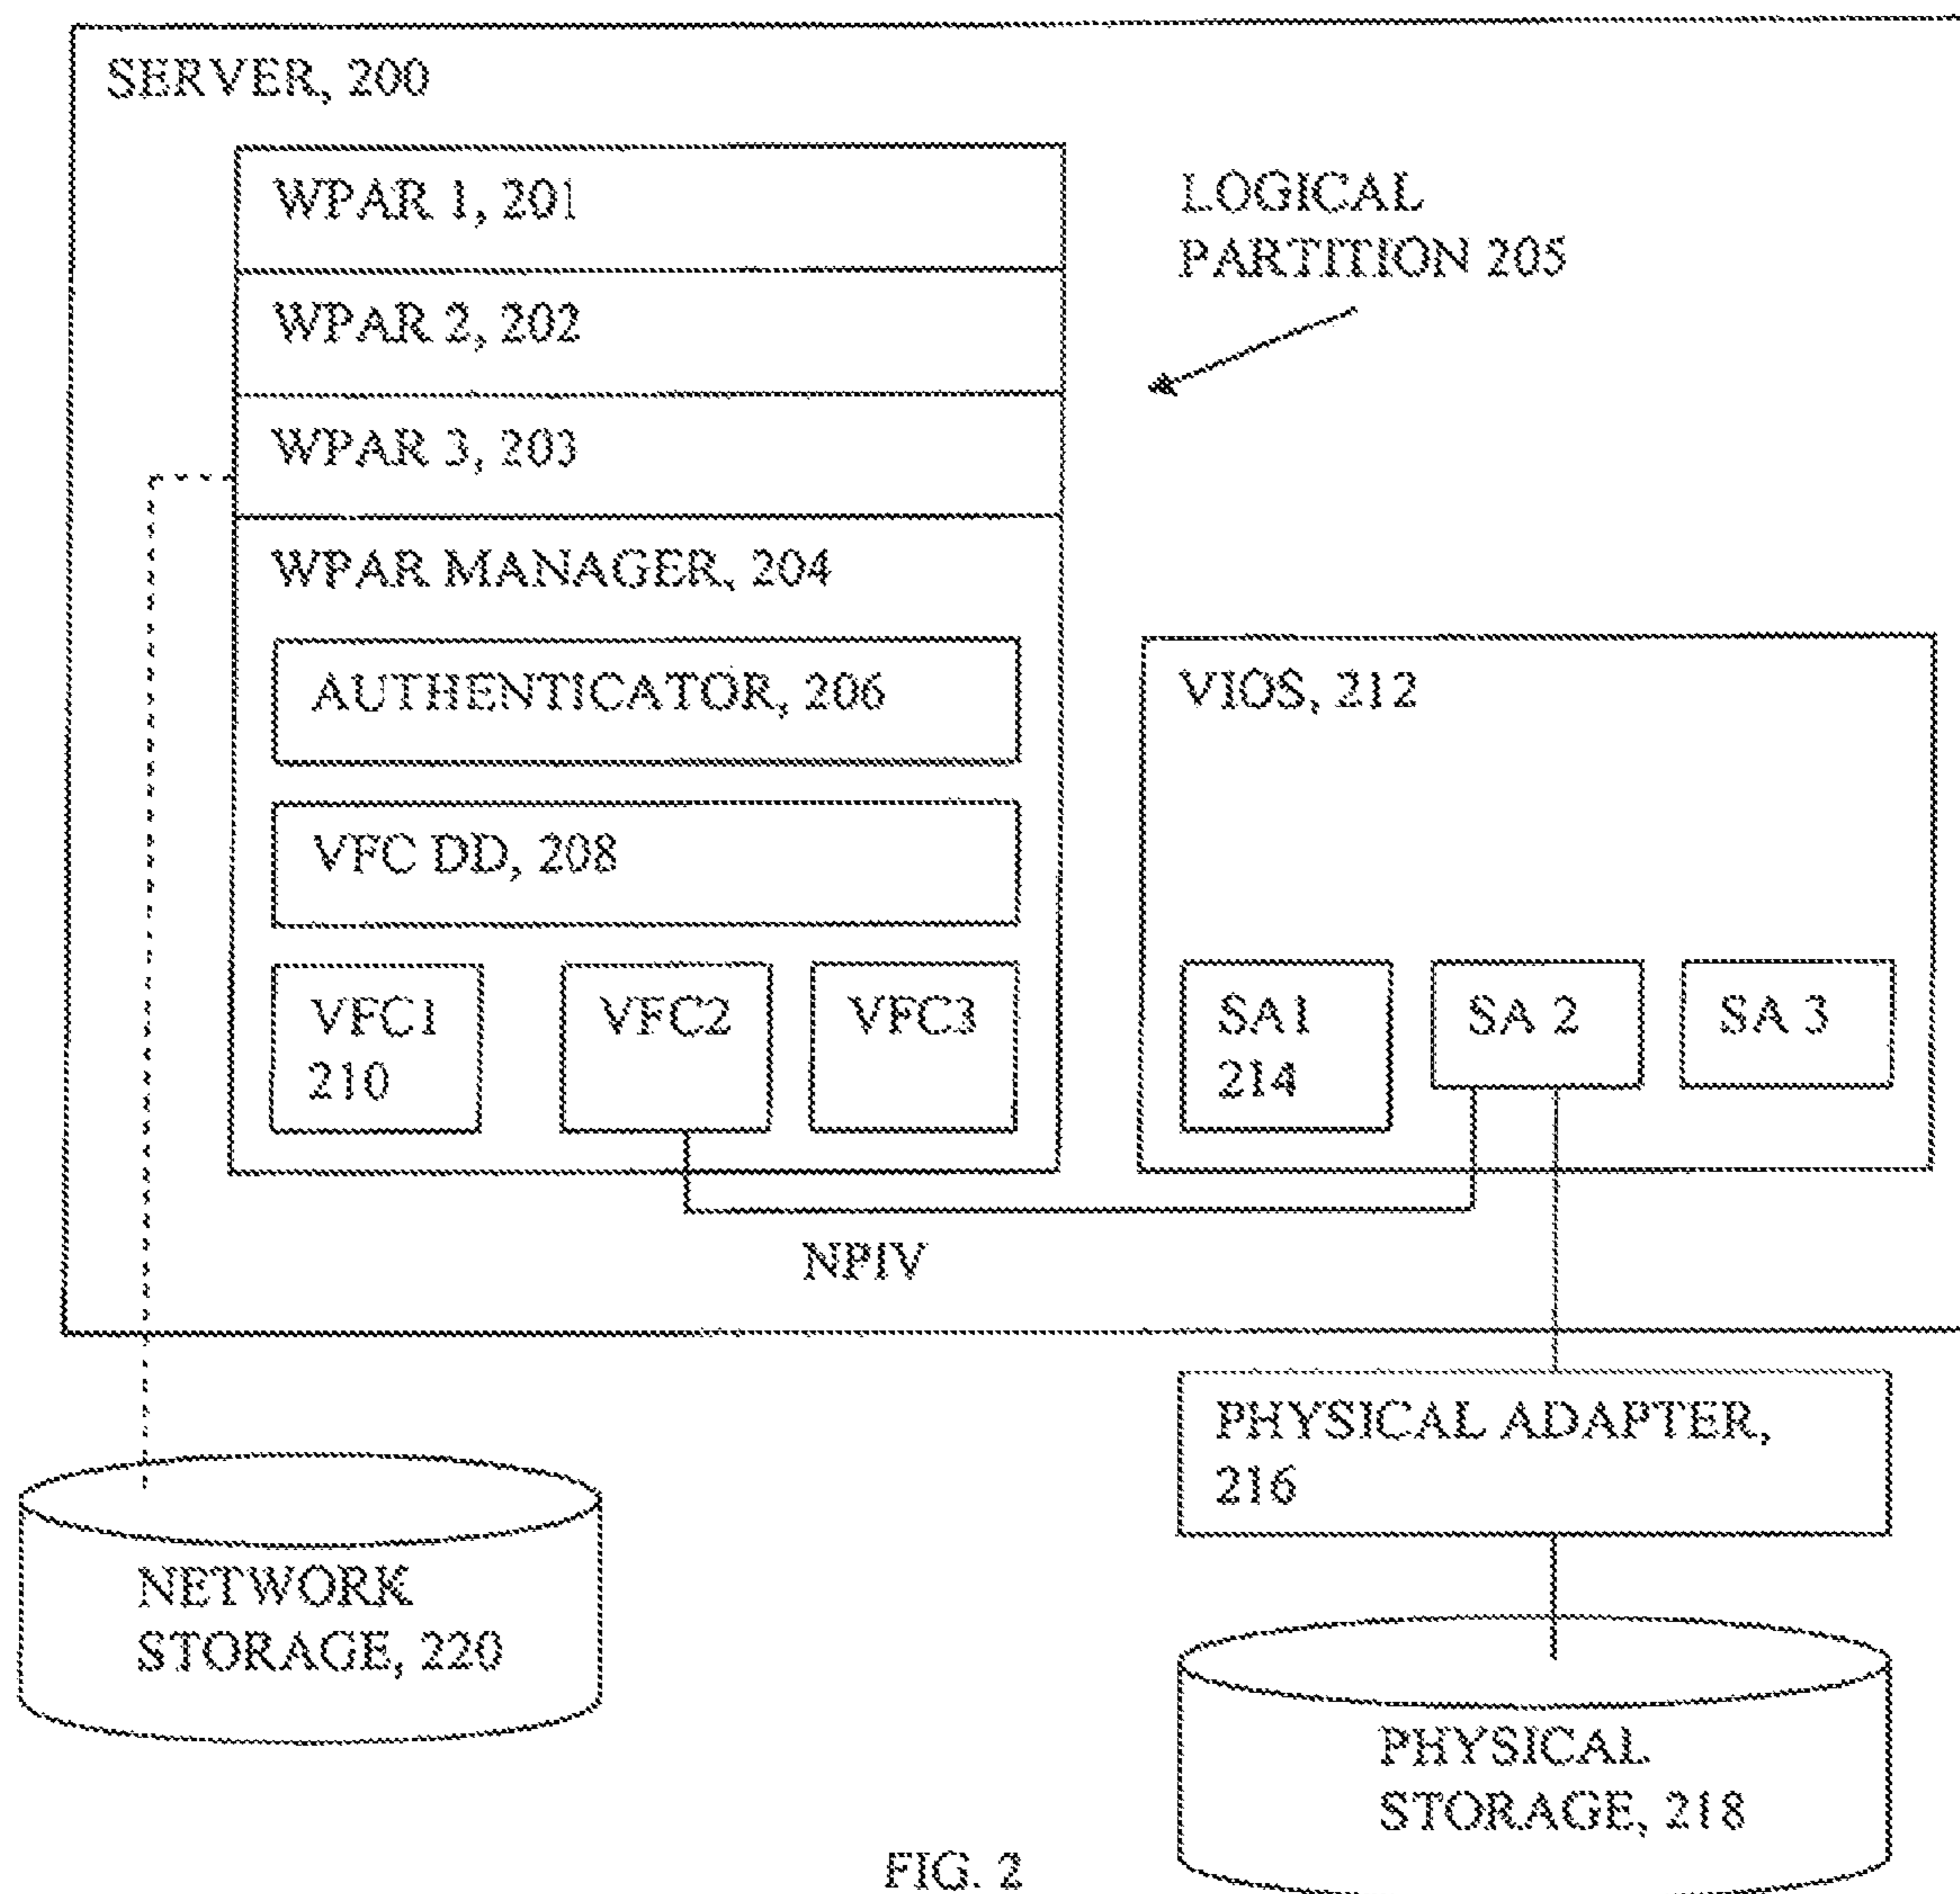 SERVER, 200
WPAR 1, 201
WPAR 2, 202
WPAR 3, 203
LOGICAL
PARTITION 205
WPAR MANAGER, 204
AUTHENTICATOR, 206
VFC DD, 208
VFC1
210
VFC2
VFC3
VIOS, 212
SA1
214
SA 2
SA 3
NPIV
PHYSICAL ADAPTER,
216
NETWORK
STORAGE, 220
PHYSICAL
STORAGE, 218
FIG. 2